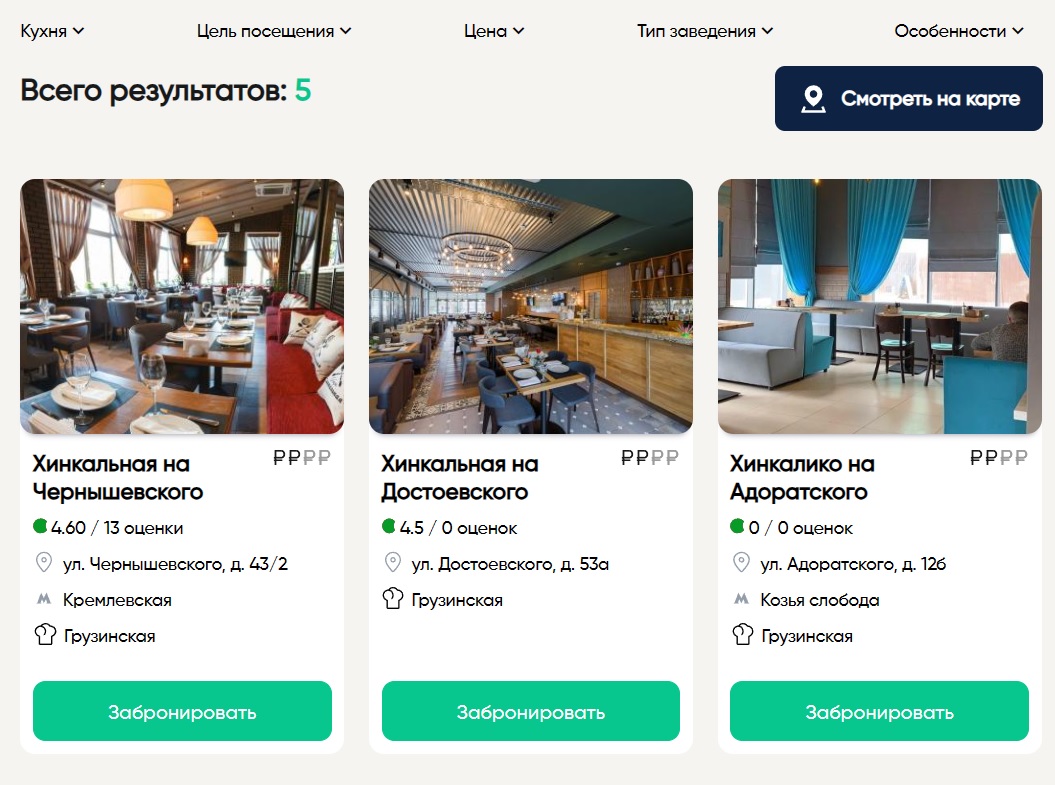 Кухня
Цель посещения
Цена
Тип заведения
Особенности
Всего результатов: 5
Смотреть на карте
Хинкальная на
Чернышевского
₽₽₽₽
4.60 / 13 оценки
ул. Чернышевского, д. 43/2
Кремлевская
Грузинская
Забронировать
Хинкальная на
Достоевского
₽₽₽₽
4.5 / 0 оценок
ул. Достоевского, д. 53а
Грузинская
Забронировать
Хинкалико на
Адоратского
₽₽₽₽
0 / 0 оценок
ул. Адоратского, д. 12б
Козья слобода
Грузинская
Забронировать